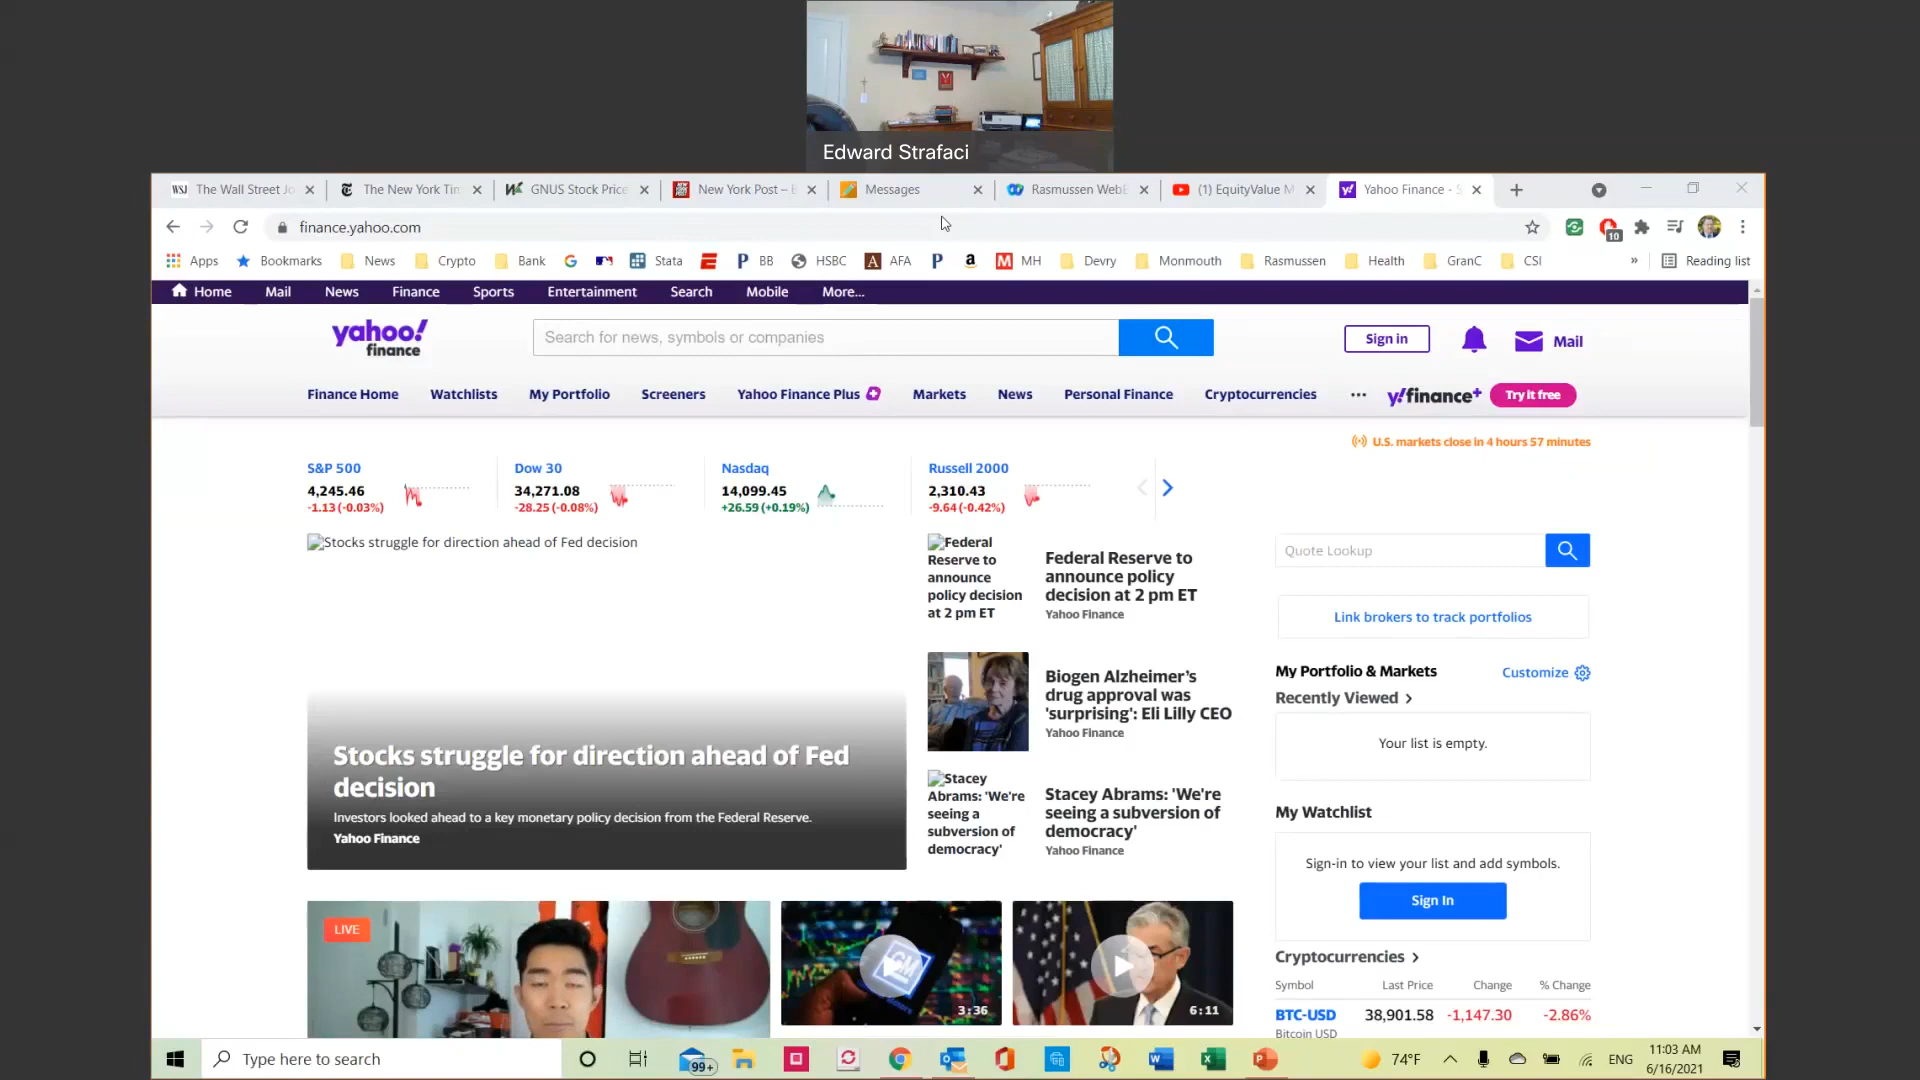 Edward Strafaci
WSJ The Wall Street Jo
The New York Tim
GNUS Stock Price
New York Post –
Messages
Rasmussen WebE
(1) EquityValue M
Yahoo Finance - S
finance.yahoo.com
10
Apps
Bookmarks
News
Crypto
Bank
Stata
BB
HSBC
AFA
MH
Devry
Monmouth
Rasmussen
Health
GranC
CSI
»
Reading list
Home
Mail
News
Finance
Sports
Entertainment
Search
Mobile
More...
yahoo!
finance
Search for news, symbols or companies
Sign in
Mail
Finance Home
Watchlists
My Portfolio
Screeners
Yahoo Finance Plus
Markets
News
Personal Finance
Cryptocurrencies
···
y!finance+
Try it free
U.S. markets close in 4 hours 57 minutes
S&P 500
4,245.46
-1.13 (-0.03%)
Dow 30
34,271.08
-28.25 (-0.08%)
Nasdaq
14,099.45
+26.59 (+0.19%)
Russell 2000
2,310.43
-9.64 (-0.42%)
Stocks struggle for direction ahead of Fed decision
Stocks struggle for direction ahead of Fed
decision
Investors looked ahead to a key monetary policy decision from the Federal Reserve.
Yahoo Finance
Federal
Reserve to
announce
policy decision
at 2 pm ET
Federal Reserve to
announce policy
decision at 2 pm ET
Yahoo Finance
Biogen Alzheimer's
drug approval was
'surprising': Eli Lilly CEO
Yahoo Finance
Stacey
Abrams: 'We're
seeing a
subversion of
democracy'
Stacey Abrams: 'We're
seeing a subversion of
democracy'
Yahoo Finance
Quote Lookup
Link brokers to track portfolios
My Portfolio & Markets
Customize
Recently Viewed >
Your list is empty.
My Watchlist
Sign-in to view your list and add symbols.
Sign In
Cryptocurrencies >
Symbol
Last Price
Change
% Change
BTC-USD
38,901.58
-1,147.30
-2.86%
Bitcoin USD
LIVE
GM
3:36
6:11
Type here to search
99+
74°F
ENG
11:03 AM
6/16/2021